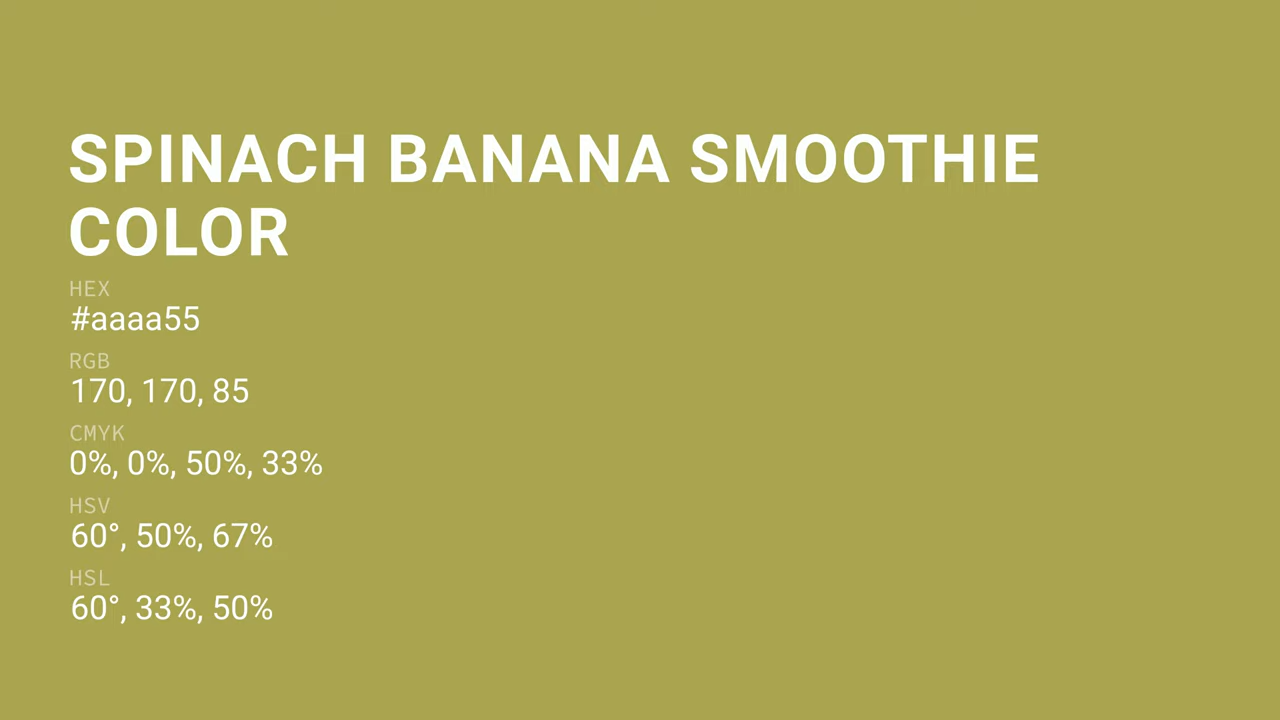 SPINACH BANANA SMOOTHIE
COLOR
HEX
#aaaa55
RGB
170, 170, 85
CMYK
0%, 0%, 50%, 33%
HSV
60°, 50%, 67%
HSL
60°, 33%, 50%